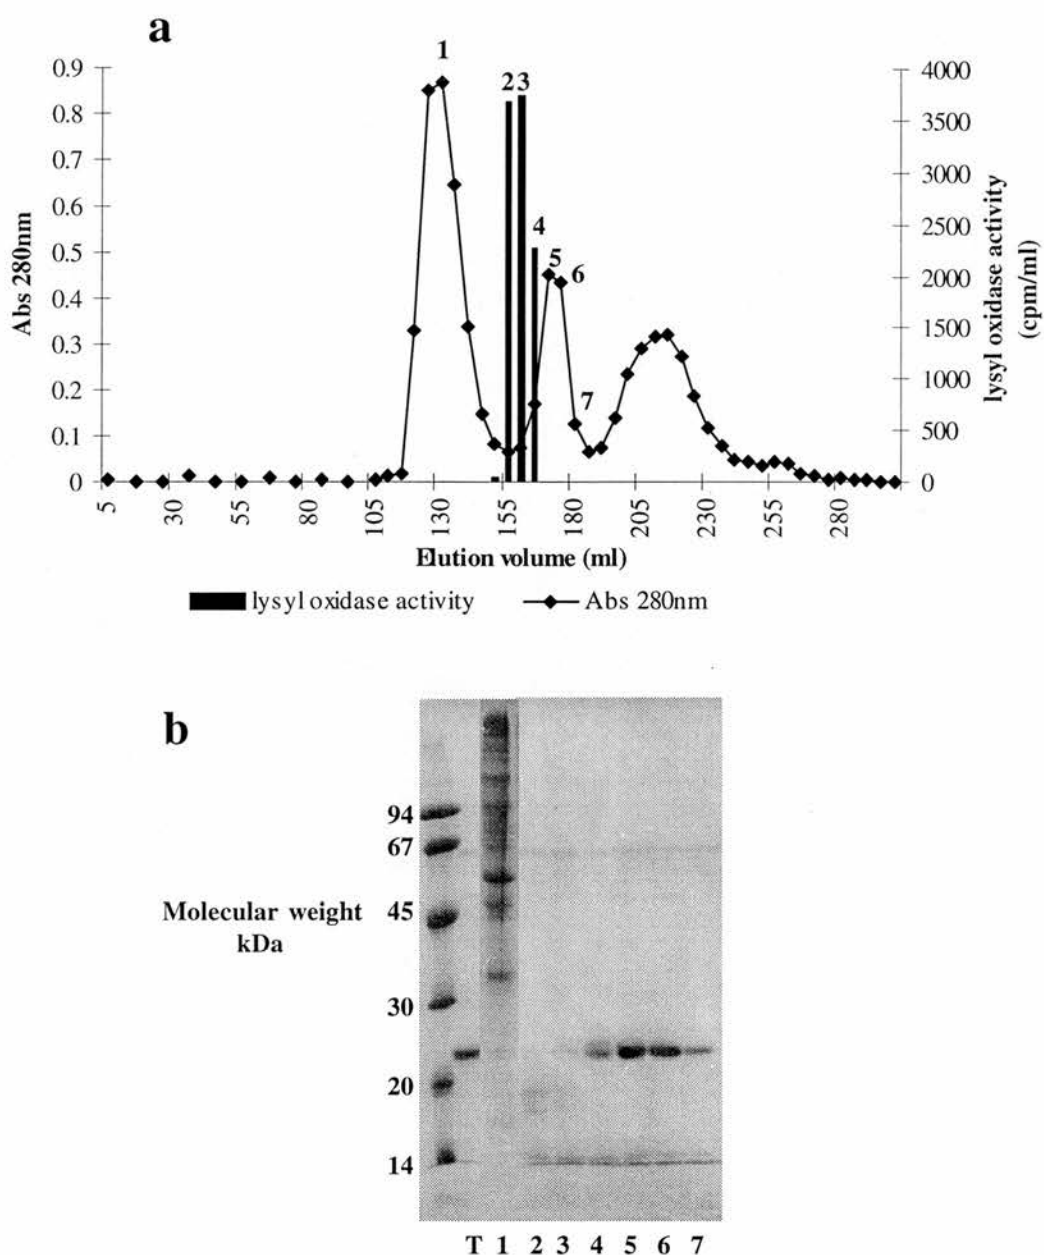 a
1
23
4
5
6
7
0.9
0.8
0.7
0.6
0.5
0.4
0.3
0.2
0.1
0
Abs 280nm
4000
3500
3000
2500
2000
1500
1000
500
0
lysyl oxidase activity
(cpm/ml)
5 30 55 80 105 130 155 180 205 230 255 280
Elution volume (ml)
lysyl oxidase activity Abs 280nm
b
94
67
Molecular weight 45
kDa
30
20
14
T 1 2 3 4 5 6 7